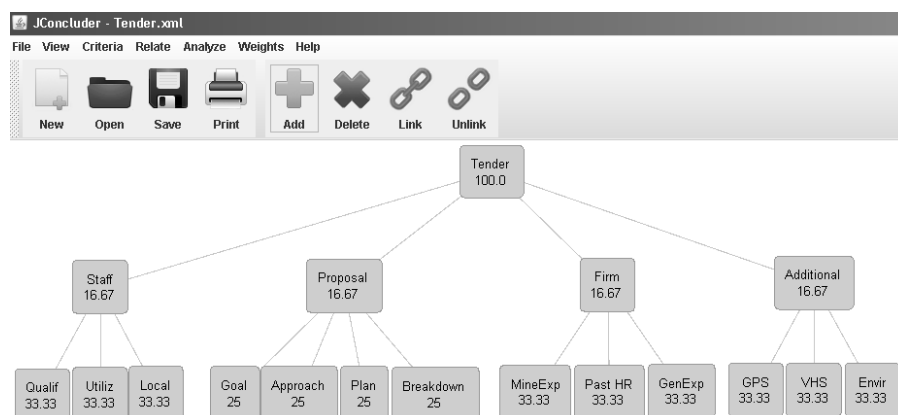 JConcluder - Tender.xml
File View Criteria Relate Analyze Weights Help
New Open Save Print Add Delete Link Unlink
Tender
100.0
Staff
16.67
Proposal
16.67
Firm
16.67
Additional
16.67
Qualif
33.33
Utiliz
33.33
Local
33.33
Goal
25
Approach
25
Plan
25
Breakdown
25
MineExp
33.33
Past HR
33.33
GenExp
33.33
GPS
33.33
VHS
33.33
Envir
33.33